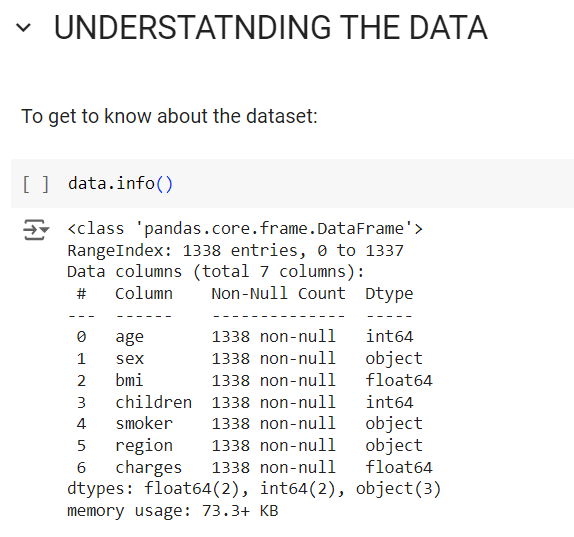 UNDERSTATNDING THE DATA
To get to know about the dataset:
[ ] data.info()
<class 'pandas.core.frame.DataFrame'>
RangeIndex: 1338 entries, 0 to 1337
Data columns (total 7 columns):
 #   Column    Non-Null Count  Dtype
---  ------    --------------  -----
 0   age       1338 non-null   int64
 1   sex       1338 non-null   object
 2   bmi       1338 non-null   float64
 3   children  1338 non-null   int64
 4   smoker    1338 non-null   object
 5   region    1338 non-null   object
 6   charges   1338 non-null   float64
dtypes: float64(2), int64(2), object(3)
memory usage: 73.3+ KB